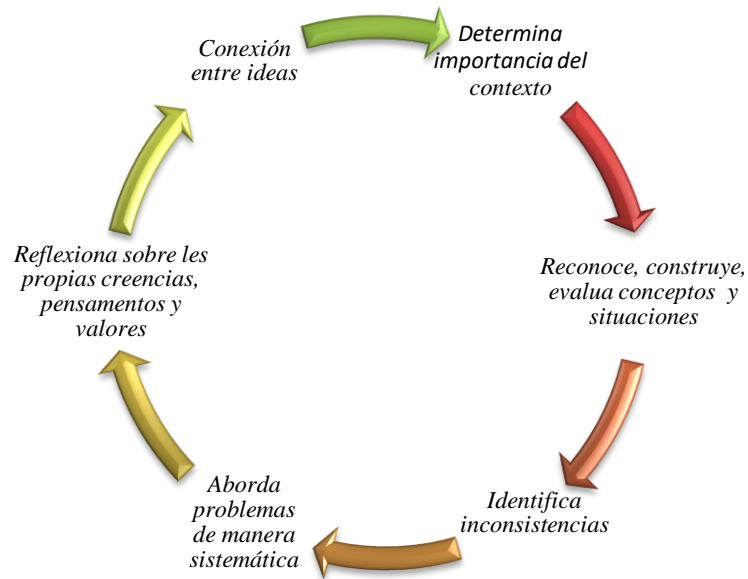 Conexión
entre ideas
Determina
importancia del
contexto
Reconoce, construye,
evalua conceptos y
situaciones
Identifica
inconsistencias
Aborda
problemas
de manera
sistemática
Reflexiona sobre les
propias creencias,
pensamentos y
valores